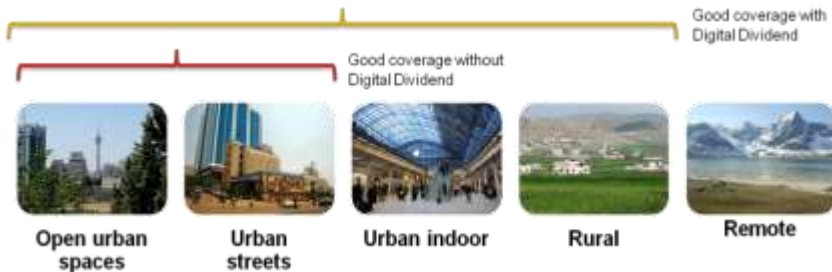 Good coverage with
Digital Dividend
Good coverage without
Digital Dividend
Open urban
spaces
Urban
streets
Urban indoor
Rural
Remote